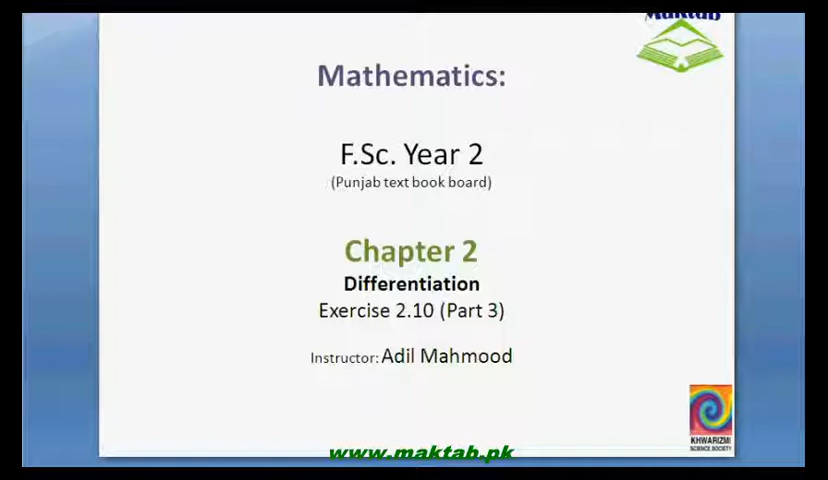 Maktab
Mathematics:
F.Sc. Year 2
(Punjab text book board)
Chapter 2
Differentiation
Exercise 2.10 (Part 3)
Instructor: Adil Mahmood
KHWARIZMI
SCIENCE SOCIETY
www.maktab.pk